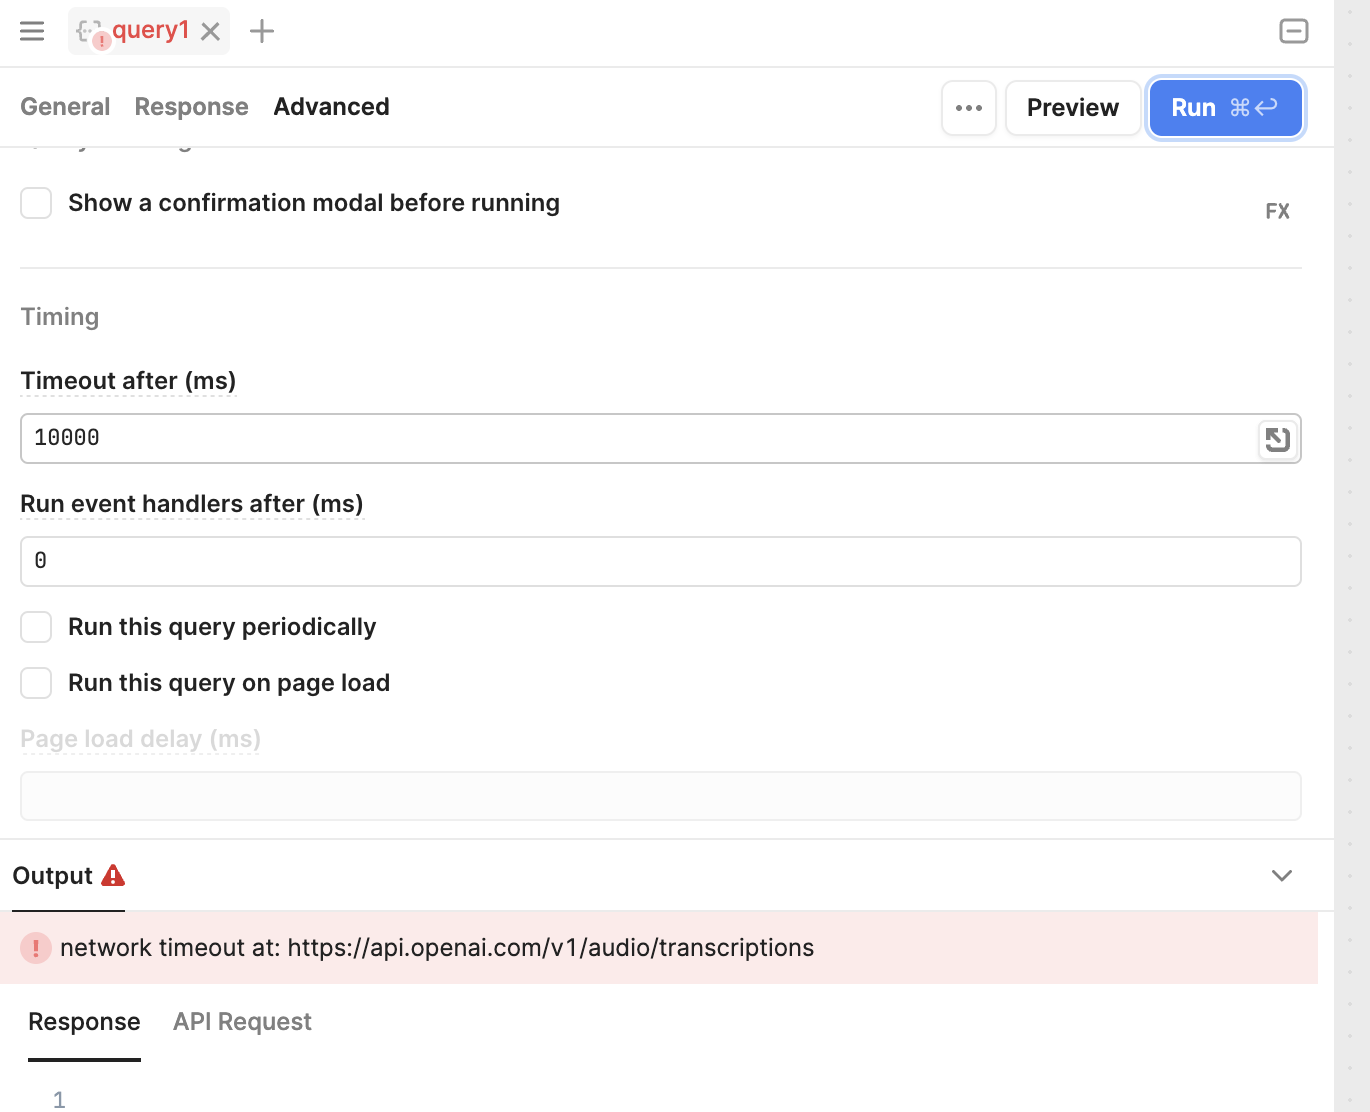 query1
General Response Advanced
Preview
Run ⌘↩
Show a confirmation modal before running
FX
Timing
Timeout after (ms)
10000
Run event handlers after (ms)
0
Run this query periodically
Run this query on page load
Page load delay (ms)
Output
network timeout at: https://api.openai.com/v1/audio/transcriptions
Response API Request
1